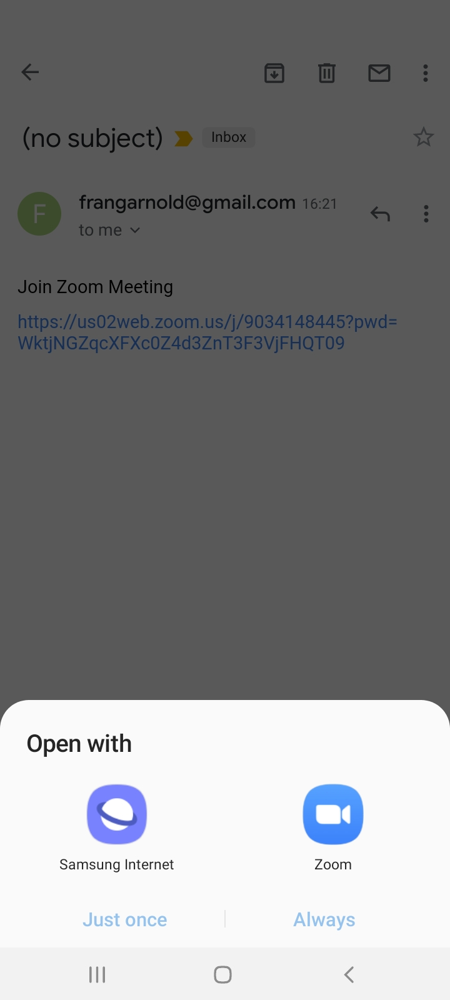 (no subject) Inbox
F
frangarnold@gmail.com 16:21
to me
Join Zoom Meeting
https://us02web.zoom.us/j/9034148445?pwd=
WktjNGZqcXFXc0Z4d3ZnT3F3VjFHQT09
Open with
Samsung Internet Zoom
Just once Always